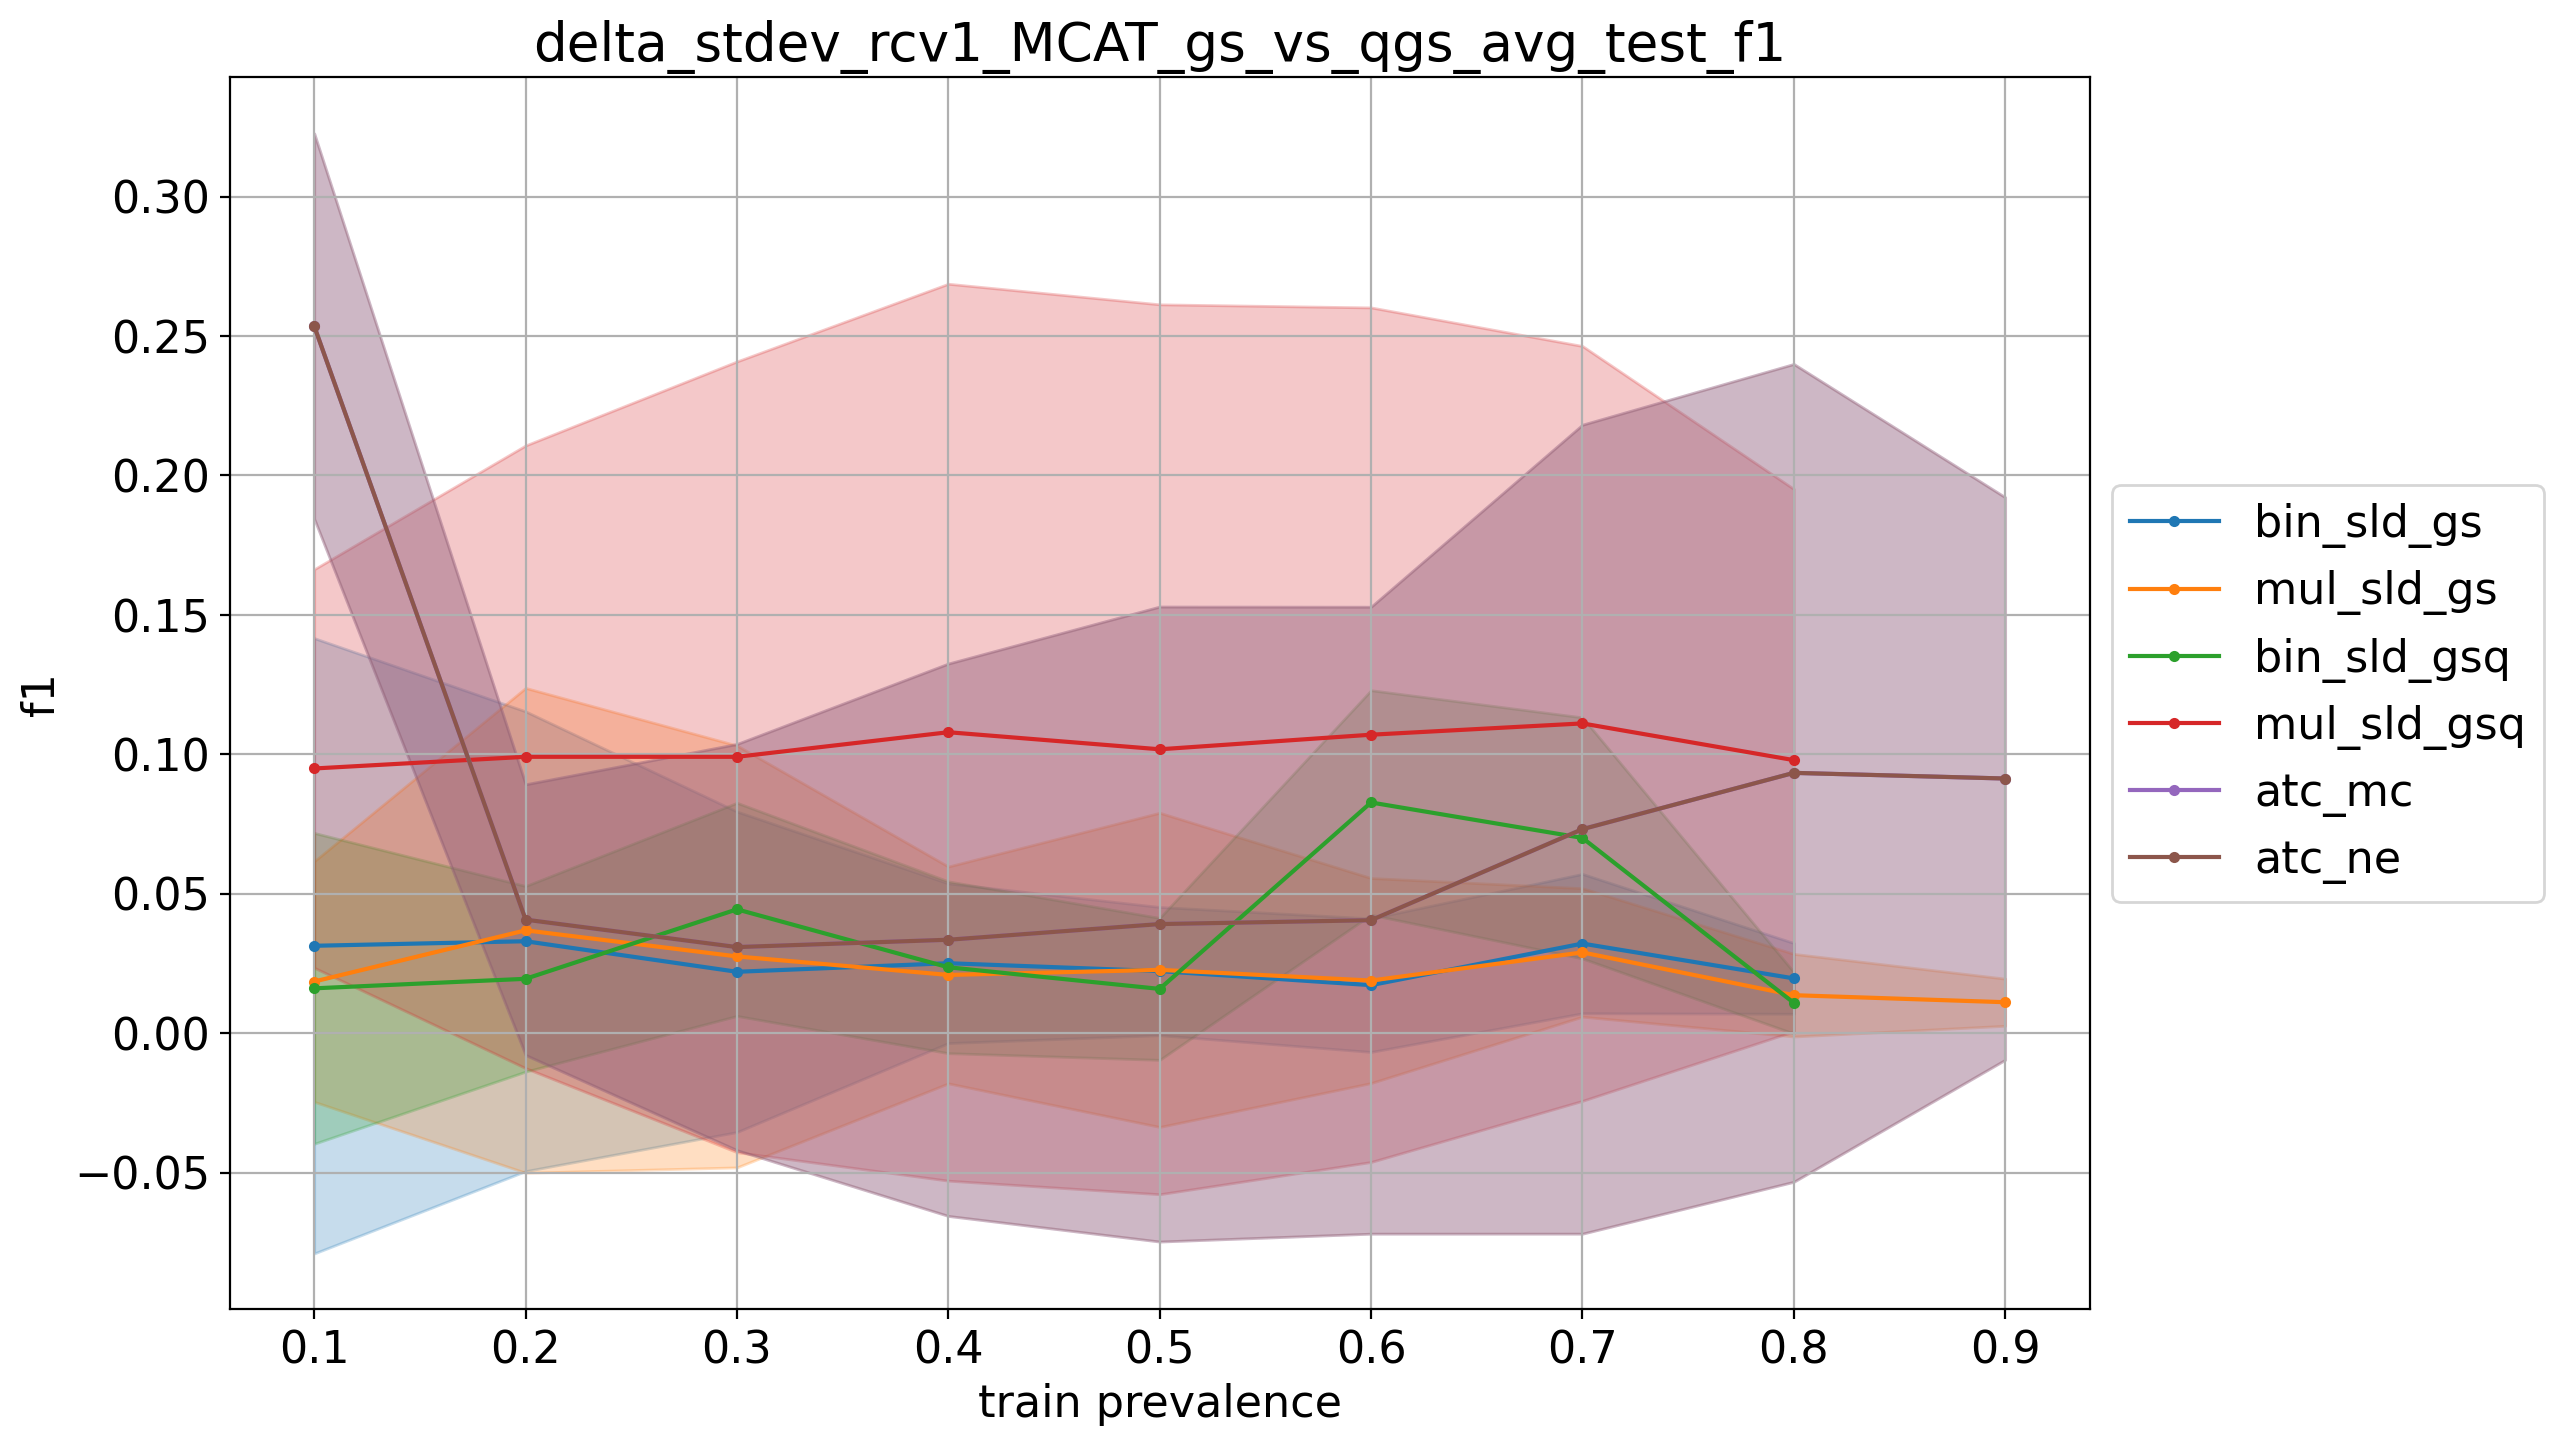 delta_stdev_rcv1_MCAT_gs_vs_qgs_avg_test_f1
0.30
0.25
0.20
0.15
0.10
0.05
0.00
−0.05
f1
0.1 0.2 0.3 0.4 0.5 0.6 0.7 0.8 0.9
train prevalence
bin_sld_gs
mul_sld_gs
bin_sld_gsq
mul_sld_gsq
atc_mc
atc_ne